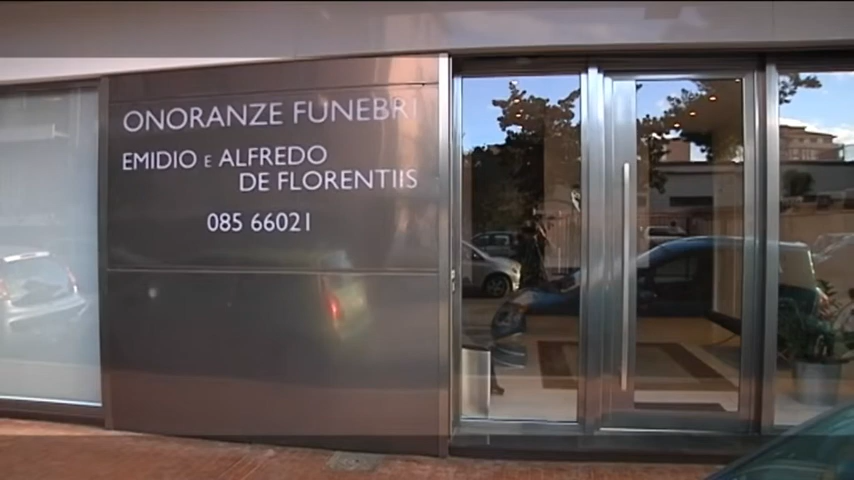 ONORANZE FUNEBRI
EMIDIO E ALFREDO
DE FLORENTIIS
085 66021